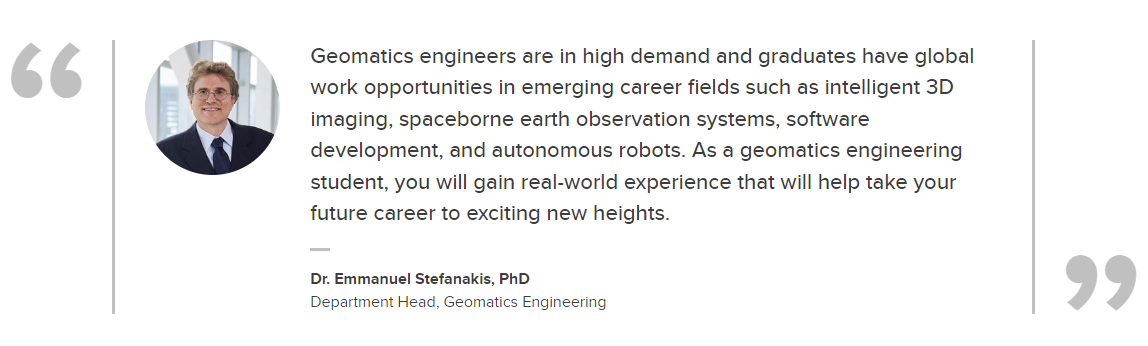 Geomatics engineers are in high demand and graduates have global
work opportunities in emerging career fields such as intelligent 3D
imaging, spaceborne earth observation systems, software
development, and autonomous robots. As a geomatics engineering
student, you will gain real-world experience that will help take your
future career to exciting new heights.
Dr. Emmanuel Stefanakis, PhD
Department Head, Geomatics Engineering